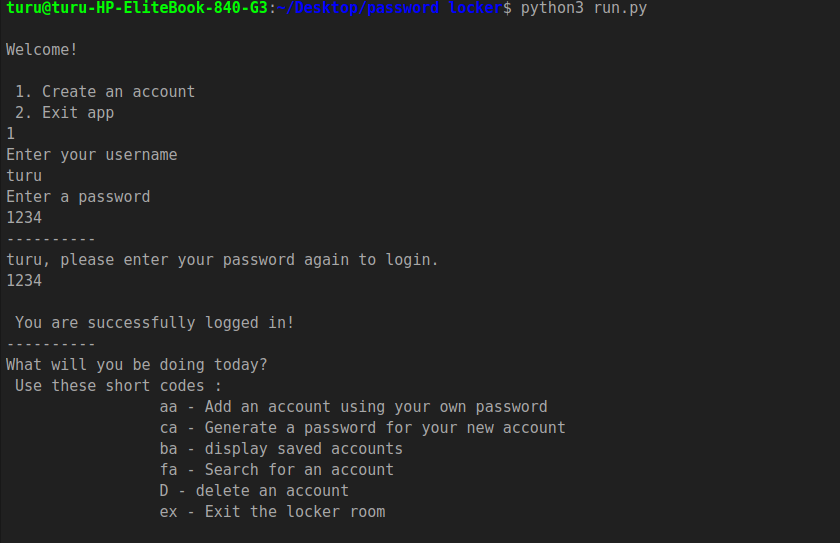 turu@turu-HP-EliteBook-840-G3:~/Desktop/password locker$ python3 run.py
Welcome!
1. Create an account
2. Exit app
1
Enter your username
turu
Enter a password
1234
----------
turu, please enter your password again to login.
1234
You are successfully logged in!
----------
What will you be doing today?
Use these short codes :
aa - Add an account using your own password
ca - Generate a password for your new account
ba - display saved accounts
fa - Search for an account
D - delete an account
ex - Exit the locker room